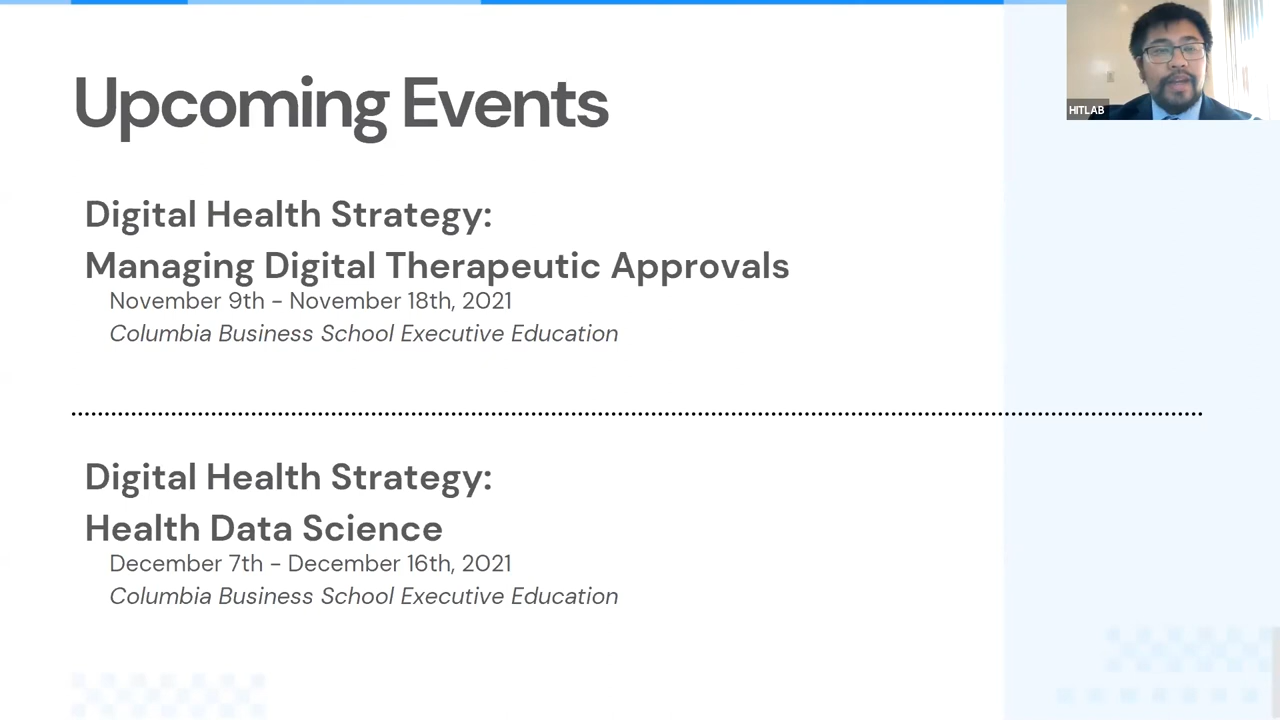 Upcoming Events
HITLAB
Digital Health Strategy:
Managing Digital Therapeutic Approvals
November 9th - November 18th, 2021
Columbia Business School Executive Education
Digital Health Strategy:
Health Data Science
December 7th - December 16th, 2021
Columbia Business School Executive Education